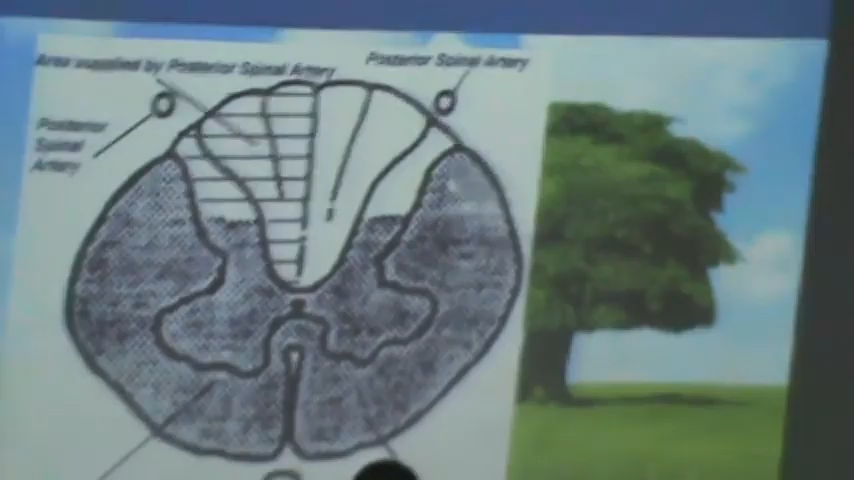 Area supplied by Posterior Spinal Artery
Posterior Spinal Artery
Posterior
Spinal
Artery